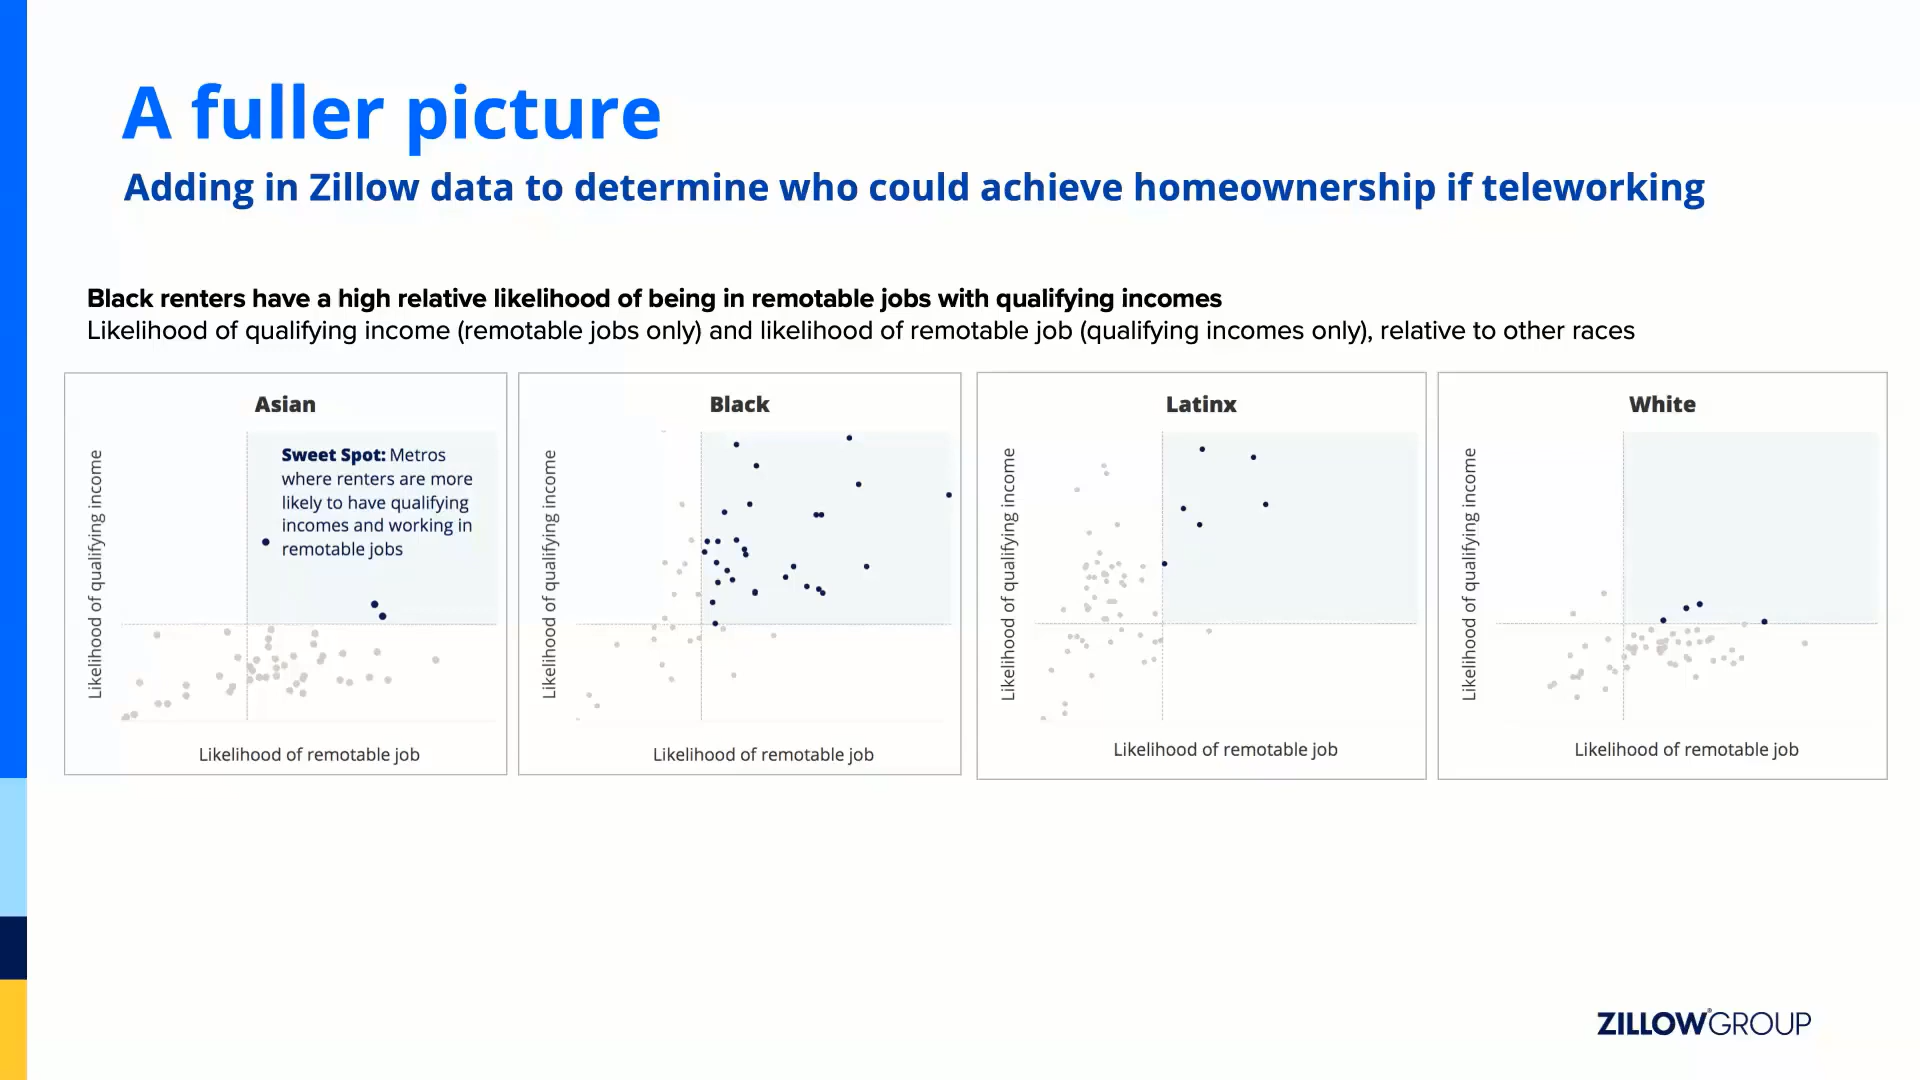 A fuller picture
Adding in Zillow data to determine who could achieve homeownership if teleworking
Black renters have a high relative likelihood of being in remotable jobs with qualifying incomes
Likelihood of qualifying income (remotable jobs only) and likelihood of remotable job (qualifying incomes only), relative to other races
Asian
Likelihood of qualifying income
Sweet Spot: Metros
where renters are more
likely to have qualifying
incomes and working in
remotable jobs
Likelihood of remotable job
Black
Likelihood of qualifying income
Likelihood of remotable job
Latinx
Likelihood of qualifying income
Likelihood of remotable job
White
Likelihood of qualifying income
Likelihood of remotable job
ZILLOW®GROUP